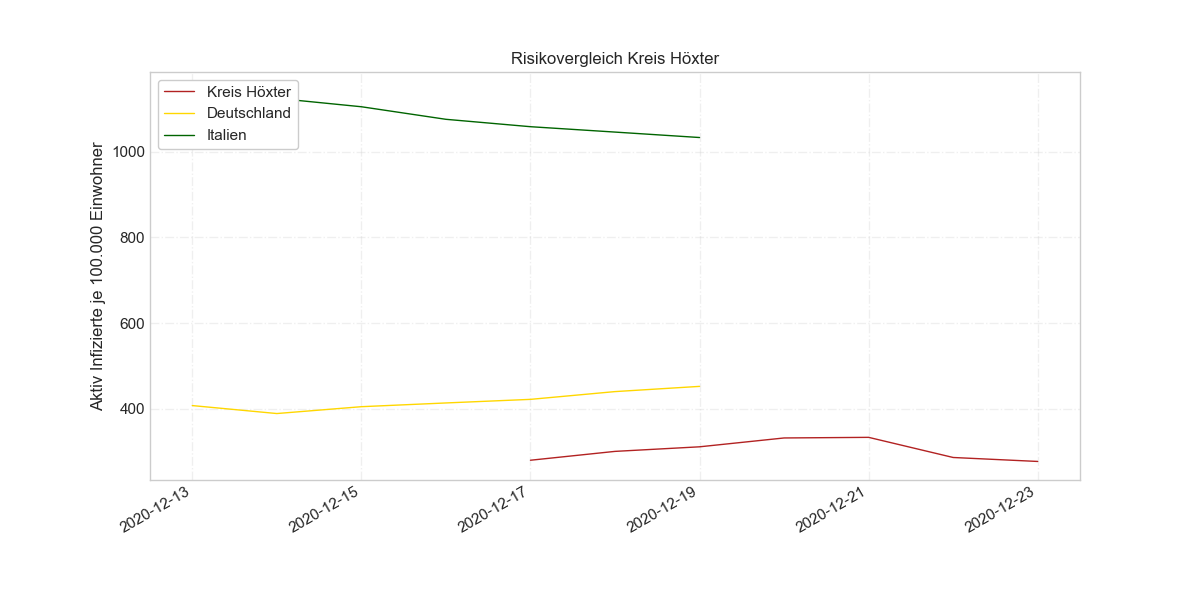 Risikovergleich Kreis Höxter
Kreis Höxter
Deutschland
Italien
Aktiv Infizierte je 100.000 Einwohner
1000
800
600
400
2020-12-13
2020-12-15
2020-12-17
2020-12-19
2020-12-21
2020-12-23